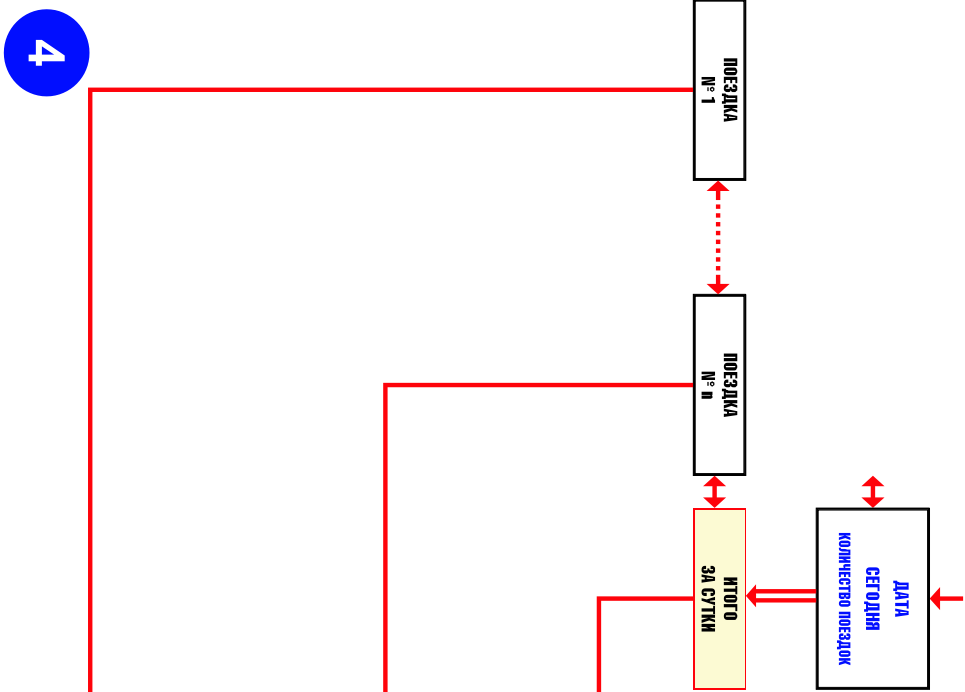 4
ПОЕЗДКА
№ 1
ПОЕЗДКА
№ n
ИТОГО
ЗА СУТКИ
ДАТА
СЕГОДНЯ
КОЛИЧЕСТВО ПОЕЗДОК